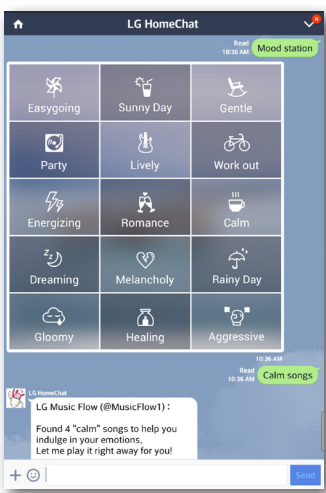 LG HomeChat
N
Read
10:36 AM
Mood station
Easygoing
Sunny Day
Gentle
Party
Lively
Work out
Energizing
Romance
Calm
Dreaming
Melancholy
Rainy Day
Gloomy
Healing
Aggressive
10:36 AM
Read
10:36 AM
Calm songs
LG HomeChat
LG Music Flow (@MusicFlow1) :
Found 4 "calm" songs to help you
indulge in your emotions,
Let me play it right away for you!
Send